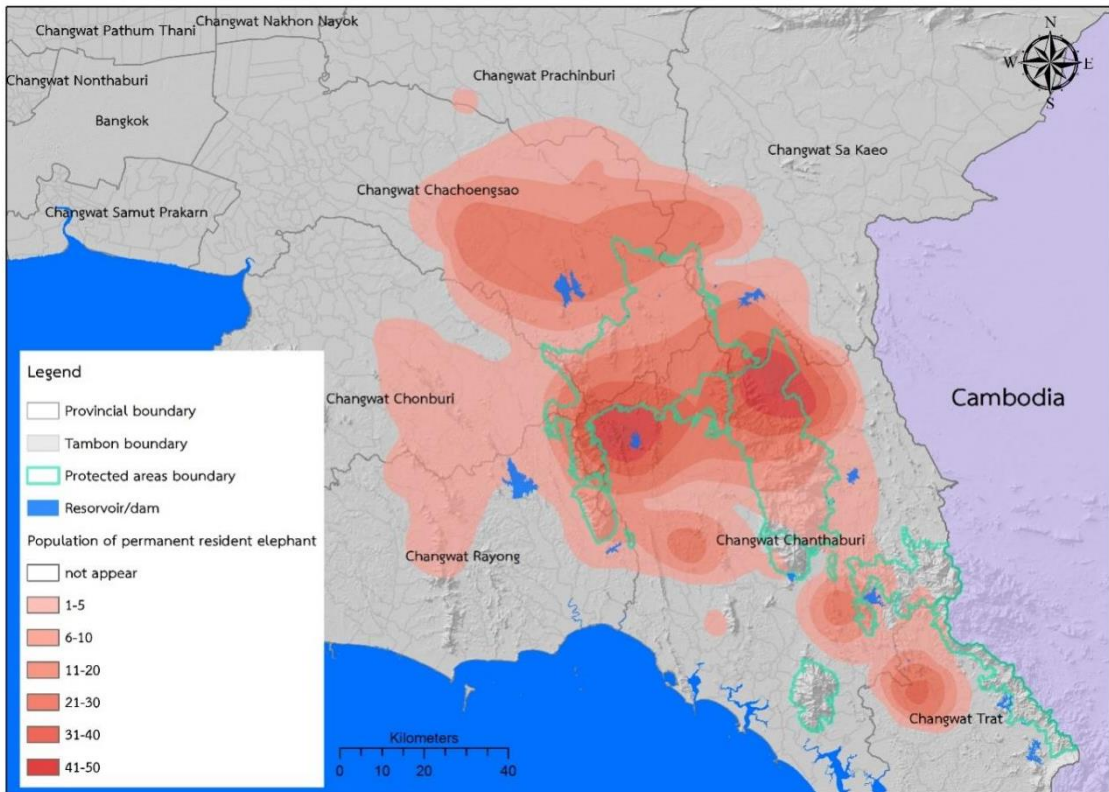 Changwat Nakhon Nayok
Changwat Pathum Thani
N
W E
S
Changwat Nonthaburi
Changwat Prachinburi
Bangkok
Changwat Sa Kaeo
Changwat Chachoengsao
Changwat Samut Prakarn
Legend
Provincial boundary
Tambon boundary
Protected areas boundary
Reservoir/dam
Population of permanent resident elephant
not appear
1-5
6-10
11-20
21-30
31-40
41-50
Changwat Chonburi
Cambodia
Changwat Rayong
Changwat Chanthaburi
Changwat Trat
Kilometers
0 10 20 40